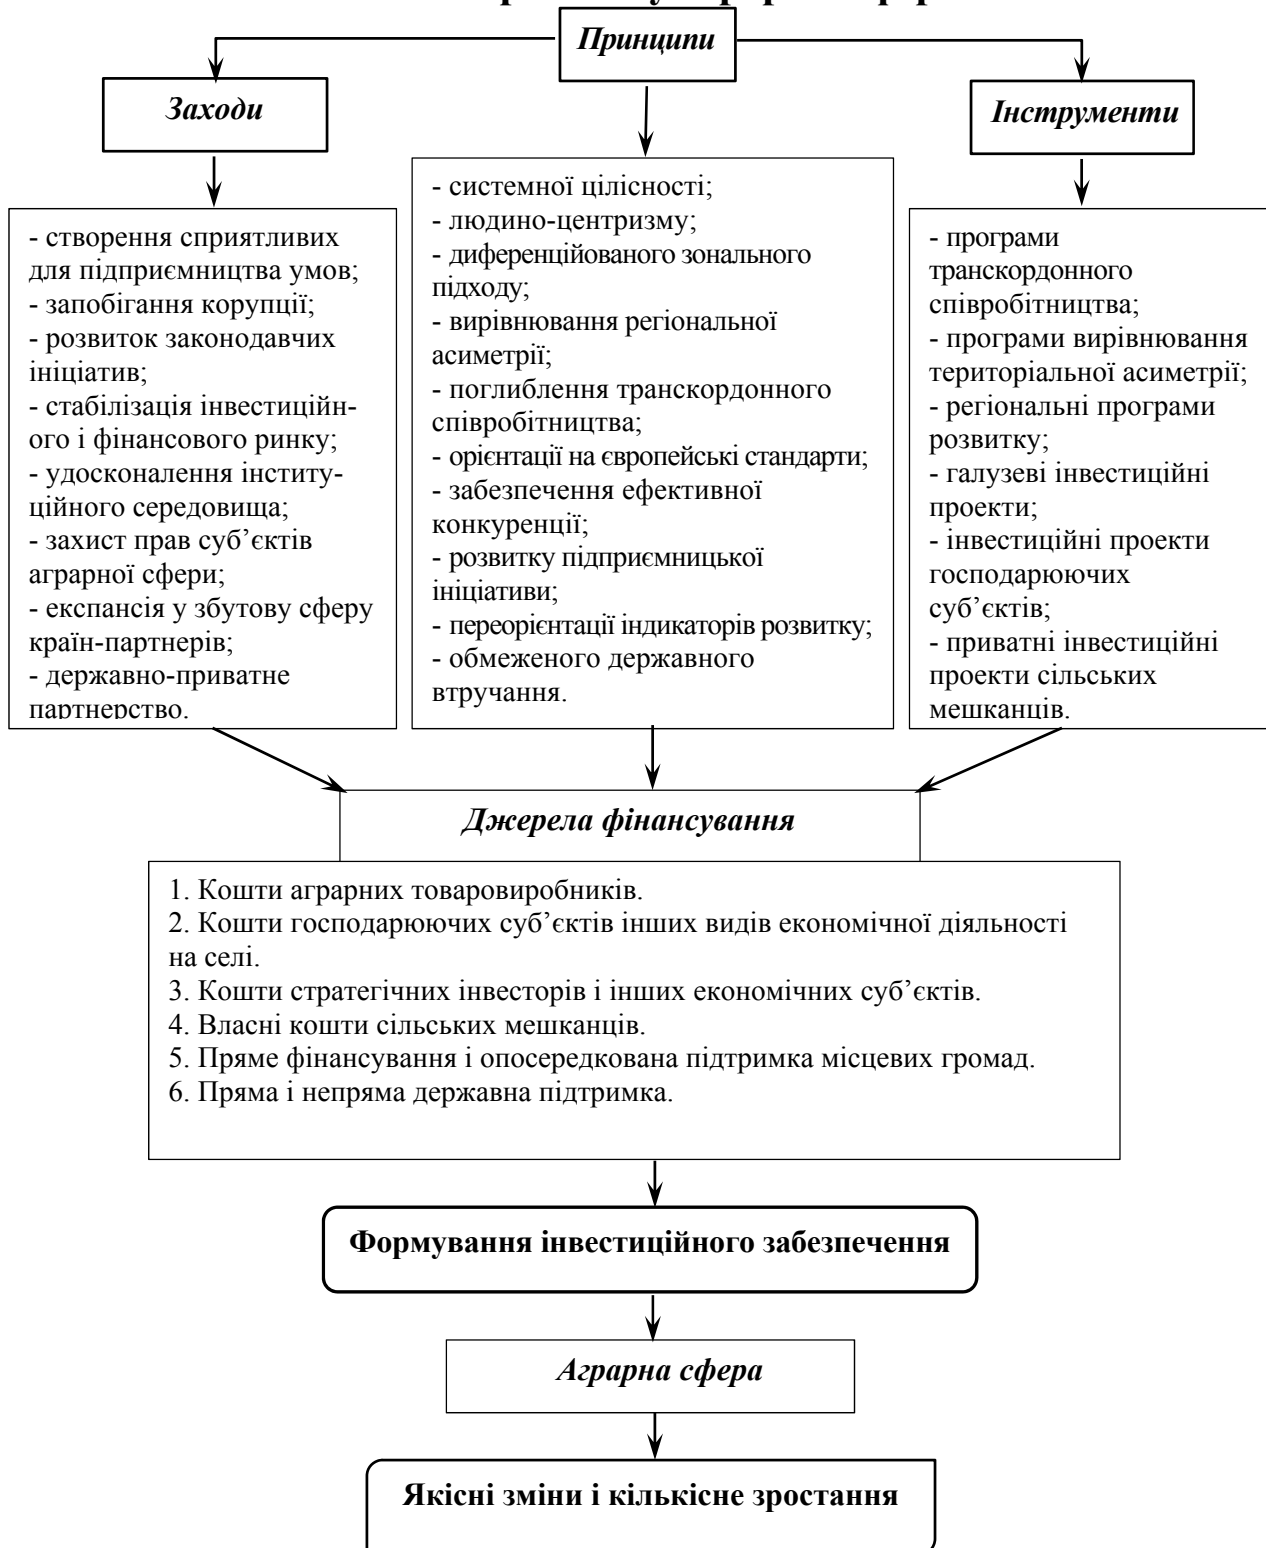 Принципи
Заходи
Інструменти
- створення сприятливих
для підприємництва умов;
- запобігання корупції;
- розвиток законодавчих
ініціатив;
- стабілізація інвестиційн-
ого і фінансового ринку;
- удосконалення інститу-
ційного середовища;
- захист прав суб’єктів
аграрної сфери;
- експансія у збутову сферу
країн-партнерів;
- державно-приватне
партнерство.
- системної цілісності;
- людино-центризму;
- диференційованого зонального
підходу;
- вирівнювання регіональної
асиметрії;
- поглиблення транскордонного
співробітництва;
- орієнтації на європейські стандарти;
- забезпечення ефективної
конкуренції;
- розвитку підприємницької
ініціативи;
- переорієнтації індикаторів розвитку;
- обмеженого державного
втручання.
- програми
транскордонного
співробітництва;
- програми вирівнювання
територіальної асиметрії;
- регіональні програми
розвитку;
- галузеві інвестиційні
проекти;
- інвестиційні проекти
господарюючих
суб’єктів;
- приватні інвестиційні
проекти сільських
мешканців.
Джерела фінансування
1. Кошти аграрних товаровиробників.
2. Кошти господарюючих суб’єктів інших видів економічної діяльності
на селі.
3. Кошти стратегічних інвесторів і інших економічних суб’єктів.
4. Власні кошти сільських мешканців.
5. Пряме фінансування і опосередкована підтримка місцевих громад.
6. Пряма і непряма державна підтримка.
Формування інвестиційного забезпечення
Аграрна сфера
Якісні зміни і кількісне зростання